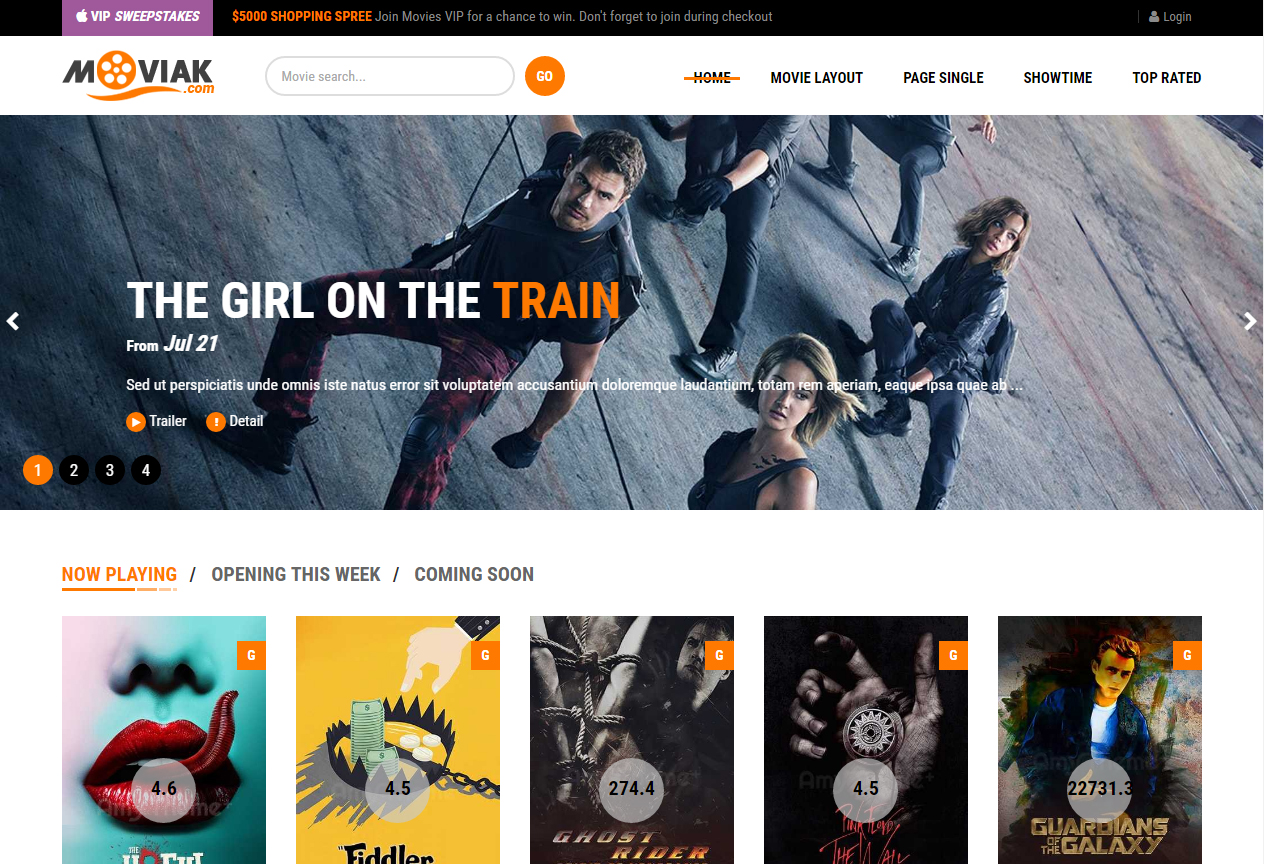 VIP SWEEPSTAKES $5000 SHOPPING SPREE Join Movies VIP for a chance to win. Don't forget to join during checkout Login
MOVIAK
.com
Movie search...
GO
HOME MOVIE LAYOUT PAGE SINGLE SHOWTIME TOP RATED
THE GIRL ON THE TRAIN
From Jul 21
Sed ut perspiciatis unde omnis iste natus error sit voluptatem accusantium doloremque laudantium, totam rem aperiam, eaque ipsa quae ab ...
Trailer Detail
1 2 3 4
NOW PLAYING / OPENING THIS WEEK / COMING SOON
G G G G G
4.6 4.5 274.4 4.5 22731.3
GHOST
RIDER
PINK FLOYD
THE WALL
GUARDIANS
OF THE GALAXY
THE
"Fiddler